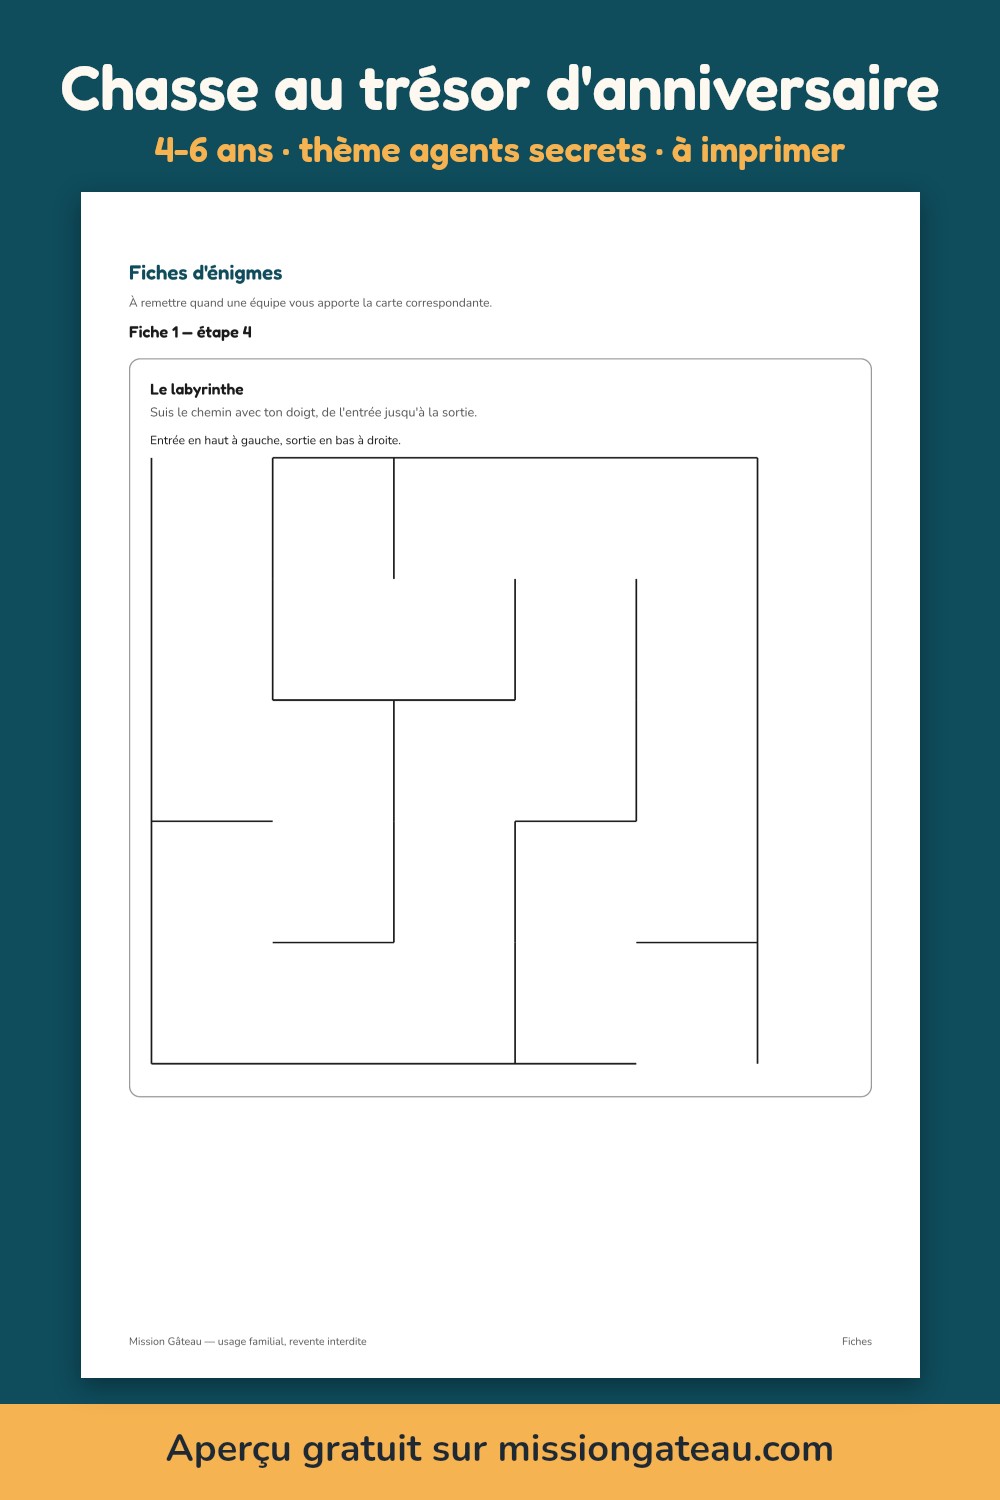 Chasse au trésor d'anniversaire
4-6 ans · thème agents secrets · à imprimer
Fiches d'énigmes
À remettre quand une équipe vous apporte la carte correspondante.
Fiche 1 — étape 4
Le labyrinthe
Suis le chemin avec ton doigt, de l'entrée jusqu'à la sortie.
Entrée en haut à gauche, sortie en bas à droite.
Mission Gâteau — usage familial, revente interdite
Fiches
Aperçu gratuit sur missiongateau.com